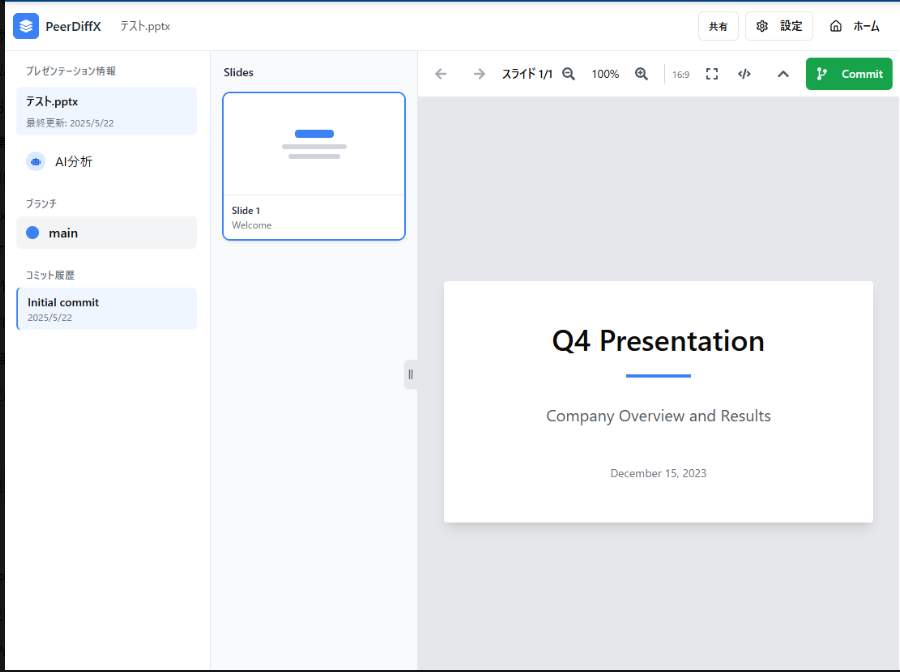 PeerDiffX
テスト.pptx
共有
設定
ホーム
プレゼンテーション情報
テスト.pptx
最終更新: 2025/5/22
AI分析
ブランチ
main
コミット履歴
Initial commit
2025/5/22
Slides
Slide 1
Welcome
スライド 1/1
100%
16:9
Commit
Q4 Presentation
Company Overview and Results
December 15, 2023